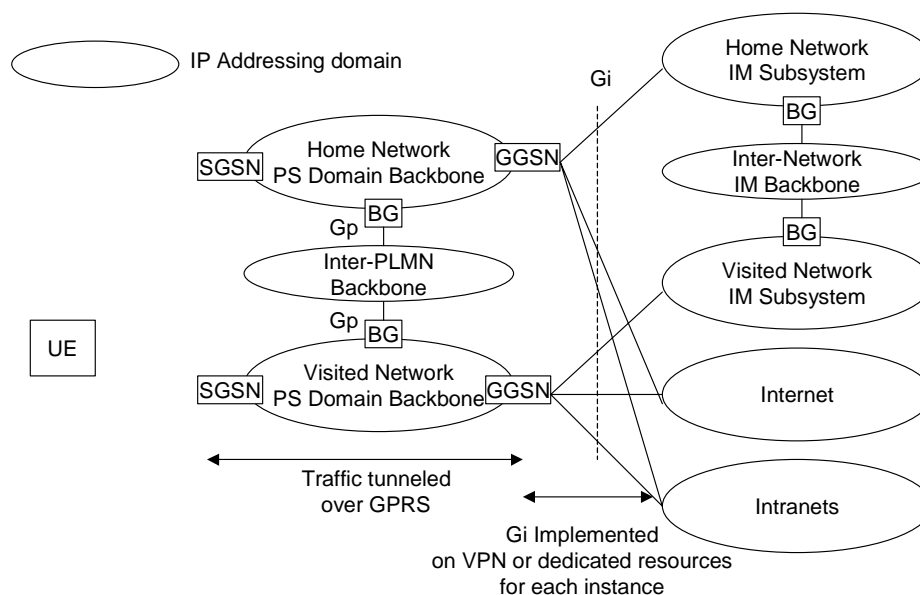 IP Addressing domain
Home Network
IM Subsystem
Gi
BG
Home Network
PS Domain Backbone
SGSN
GGSN
Inter-Network
IM Backbone
BG
Gp
BG
Inter-PLMN
Backbone
Visited Network
IM Subsystem
Gp
BG
UE
Visited Network
PS Domain Backbone
SGSN
GGSN
Internet
Traffic tunneled
over GPRS
Intranets
Gi Implemented
on VPN or dedicated resources
for each instance